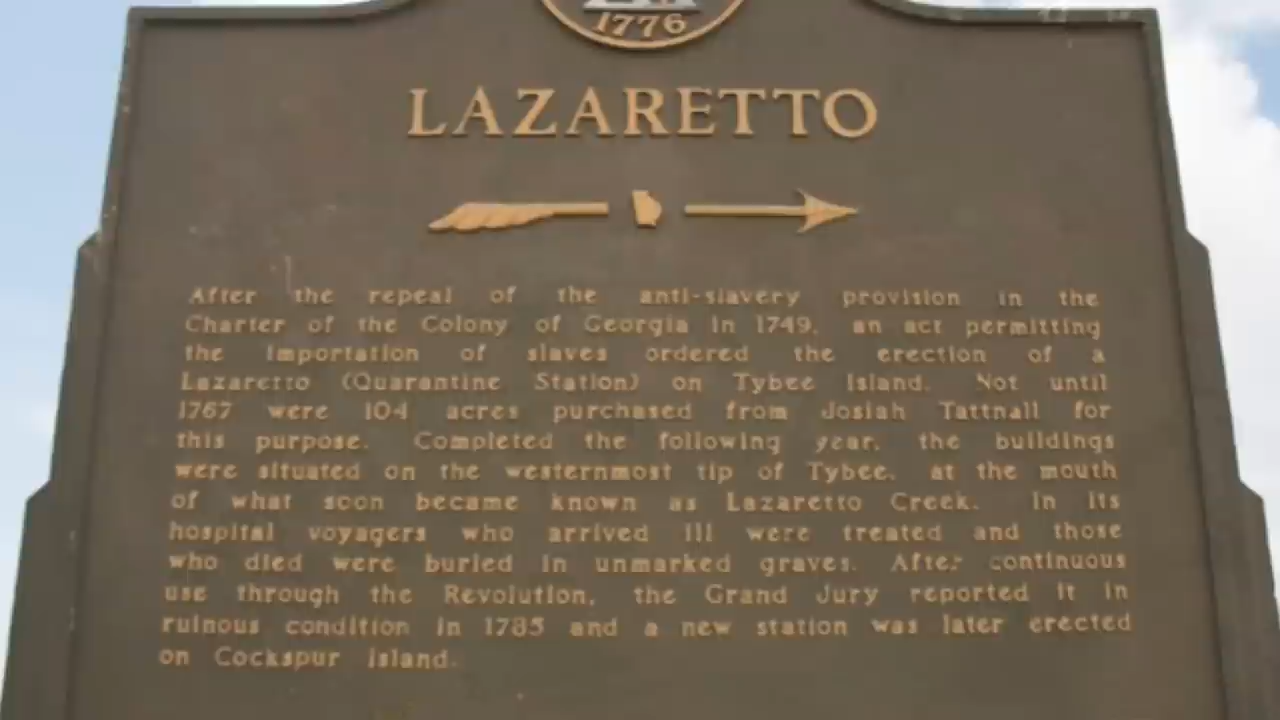 1776
LAZARETTO
After the repeal of the anti-slavery provision in the
Charter of the Colony of Georgia in 1749, an act permitting
the importation of slaves ordered the erection of a
Lazaretto (Quarantine Station) on Tybee Island. Not until
1767 were 104 acres purchased from Josiah Tattnall for
this purpose. Completed the following year, the buildings
were situated on the westernmost tip of Tybee, at the mouth
of what soon became known as Lazaretto Creek. In its
hospital voyagers who arrived ill were treated and those
who died were buried in unmarked graves. After continuous
use through the Revolution, the Grand Jury reported it in
ruinous condition in 1785 and a new station was later erected
on Cockspur Island.